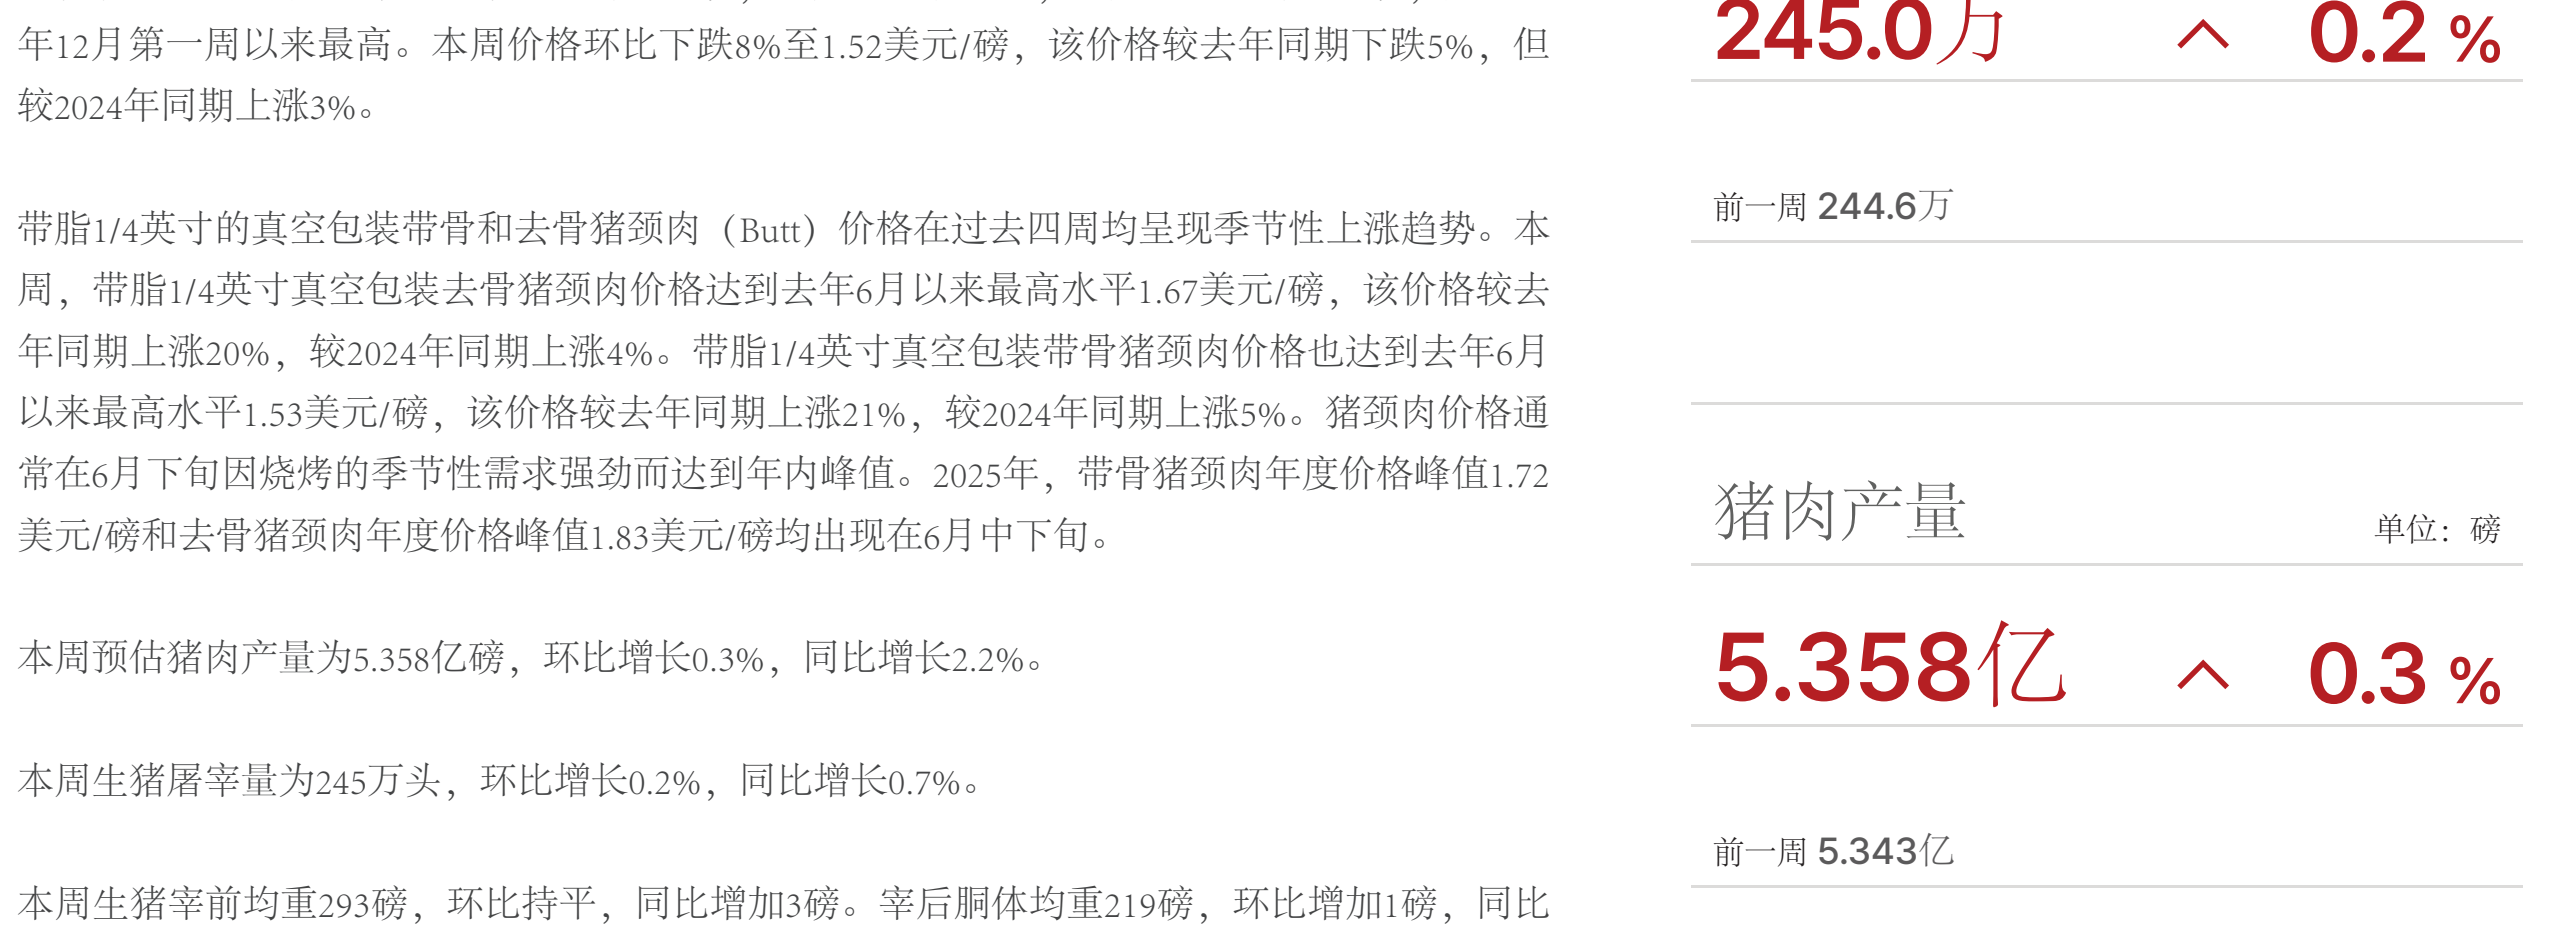 年12月第一周以来最高。本周价格环比下跌8%至1.52美元/磅，该价格较去年同期下跌5%，但
较2024年同期上涨3%。
带脂1/4英寸的真空包装带骨和去骨猪颈肉（Butt）价格在过去四周均呈现季节性上涨趋势。本
周，带脂1/4英寸真空包装去骨猪颈肉价格达到去年6月以来最高水平1.67美元/磅，该价格较去
年同期上涨20%，较2024年同期上涨4%。带脂1/4英寸真空包装带骨猪颈肉价格也达到去年6月
以来最高水平1.53美元/磅，该价格较去年同期上涨21%，较2024年同期上涨5%。猪颈肉价格通
常在6月下旬因烧烤的季节性需求强劲而达到年内峰值。2025年，带骨猪颈肉年度价格峰值1.72
美元/磅和去骨猪颈肉年度价格峰值1.83美元/磅均出现在6月中下旬。
本周预估猪肉产量为5.358亿磅，环比增长0.3%，同比增长2.2%。
本周生猪屠宰量为245万头，环比增长0.2%，同比增长0.7%。
本周生猪宰前均重293磅，环比持平，同比增加3磅。宰后胴体均重219磅，环比增加1磅，同比
245.0万 0.2 %
前一周 244.6万
猪肉产量 单位：磅
5.358亿 0.3 %
前一周 5.343亿